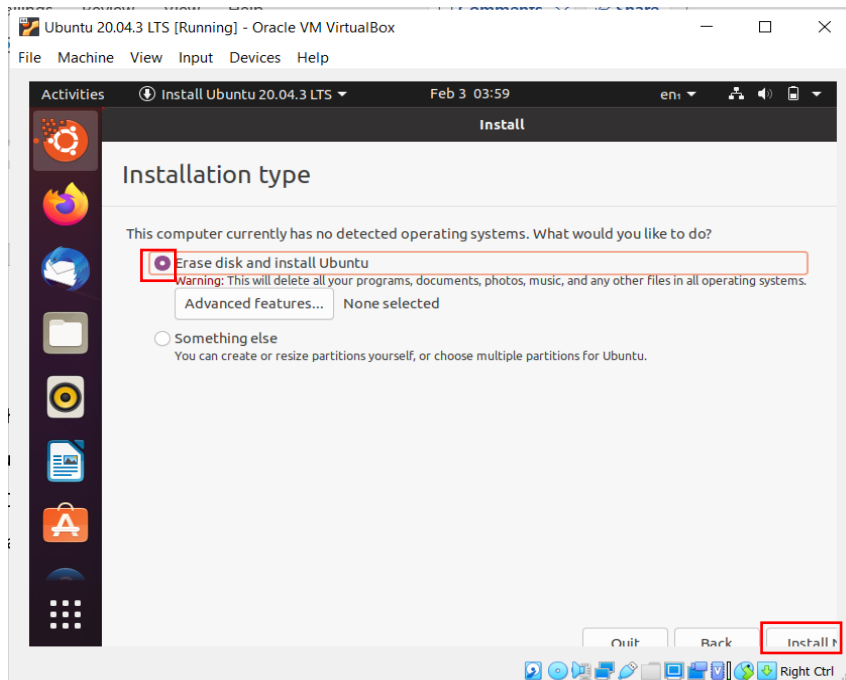 Ubuntu 20.04.3 LTS [Running] - Oracle VM VirtualBox
File Machine View Input Devices Help
Activities Install Ubuntu 20.04.3 LTS Feb 3 03:59 en₁
Install
Installation type
This computer currently has no detected operating systems. What would you like to do?
Erase disk and install Ubuntu
Warning: This will delete all your programs, documents, photos, music, and any other files in all operating systems.
Advanced features... None selected
Something else
You can create or resize partitions yourself, or choose multiple partitions for Ubuntu.
Quit Back Install
Right Ctrl